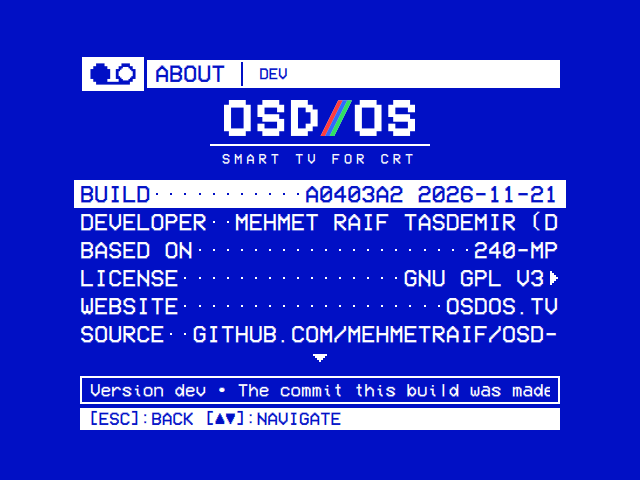 ABOUT DEV
OSD/OS
SMART TV FOR CRT
BUILD · · · · · · · · · · · A0403A2 2026-11-21
DEVELOPER · · MEHMET RAIF TASDEMIR (D
BASED ON · · · · · · · · · · · · · · · · · · · · 240-MP
LICENSE · · · · · · · · · · · · · · · · GNU GPL V3 ▶
WEBSITE · · · · · · · · · · · · · · · · · · · OSDOS.TV
SOURCE · · GITHUB.COM/MEHMETRAIF/OSD-
Version dev • The commit this build was made
[ESC]:BACK [▲▼]:NAVIGATE